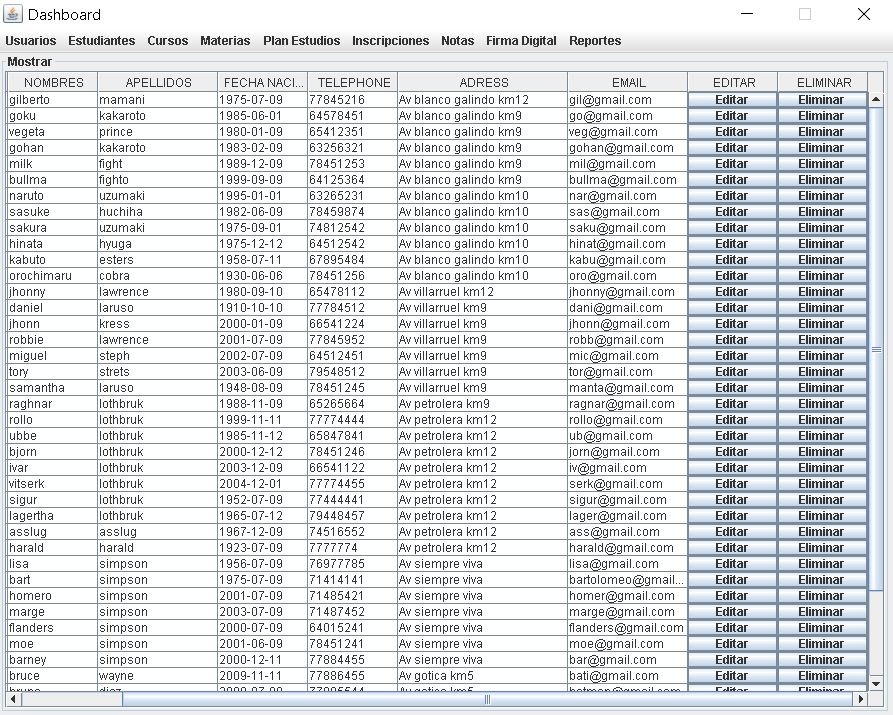 Dashboard
Usuarios Estudiantes Cursos Materias Plan Estudios Inscripciones Notas Firma Digital Reportes
Mostrar
NOMBRES APELLIDOS FECHA NACI... TELEPHONE ADRESS EMAIL EDITAR ELIMINAR
gilberto mamani 1975-07-09 77845216 Av blanco galindo km12 gil@gmail.com Editar Eliminar
goku kakaroto 1985-06-01 64578451 Av blanco galindo km9 go@gmail.com Editar Eliminar
vegeta prince 1980-01-09 65412351 Av blanco galindo km9 veg@gmail.com Editar Eliminar
gohan kakaroto 1983-02-09 63256321 Av blanco galindo km9 gohan@gmail.com Editar Eliminar
milk fight 1989-12-09 78451253 Av blanco galindo km9 mil@gmail.com Editar Eliminar
bullma fighto 1999-09-09 64125364 Av blanco galindo km9 bullma@gmail.com Editar Eliminar
naruto uzumaki 1995-01-01 63265231 Av blanco galindo km10 nar@gmail.com Editar Eliminar
sasuke huchiha 1982-06-09 78459874 Av blanco galindo km10 sas@gmail.com Editar Eliminar
sakura uzumaki 1975-09-01 74812542 Av blanco galindo km10 saku@gmail.com Editar Eliminar
hinata hyuga 1975-12-12 64512542 Av blanco galindo km10 hinat@gmail.com Editar Eliminar
kabuto esters 1958-07-11 67895484 Av blanco galindo km10 kabu@gmail.com Editar Eliminar
orochimaru cobra 1930-06-06 78451256 Av blanco galindo km10 oro@gmail.com Editar Eliminar
jhonny lawrence 1980-09-10 65478112 Av villarruel km12 jhonny@gmail.com Editar Eliminar
daniel laruso 1910-10-10 77784512 Av villarruel km9 dani@gmail.com Editar Eliminar
jhonn kress 2000-01-09 66541224 Av villarruel km9 jhonn@gmail.com Editar Eliminar
robbie lawrence 2001-07-09 77845952 Av villarruel km9 robb@gmail.com Editar Eliminar
miguel steph 2002-07-09 64512451 Av villarruel km9 mic@gmail.com Editar Eliminar
tory strets 2003-06-09 79548512 Av villarruel km9 tor@gmail.com Editar Eliminar
samantha laruso 1948-08-09 78451245 Av villarruel km9 manta@gmail.com Editar Eliminar
raghnar lothbruk 1988-11-09 65265664 Av petrolera km9 ragnar@gmail.com Editar Eliminar
rollo lothbruk 1999-11-11 77774444 Av petrolera km12 rollo@gmail.com Editar Eliminar
ubbe lothbruk 1985-11-12 65847841 Av petrolera km12 ub@gmail.com Editar Eliminar
bjorn lothbruk 2000-12-12 78451246 Av petrolera km12 jorn@gmail.com Editar Eliminar
ivar lothbruk 2003-12-09 66541122 Av petrolera km12 iv@gmail.com Editar Eliminar
vitserk lothbruk 2004-12-01 77774455 Av petrolera km12 serk@gmail.com Editar Eliminar
sigur lothbruk 1952-07-09 77444441 Av petrolera km12 sigur@gmail.com Editar Eliminar
lagertha lothbruk 1965-07-12 79448457 Av petrolera km12 lager@gmail.com Editar Eliminar
asslug asslug 1967-12-09 74516552 Av petrolera km12 ass@gmail.com Editar Eliminar
harald harald 1923-07-09 7777774 Av petrolera km12 harald@gmail.com Editar Eliminar
lisa simpson 1956-07-09 76977785 Av siempre viva lisa@gmail.com Editar Eliminar
bart simpson 1975-07-09 71414141 Av siempre viva bartolomeo@gmail... Editar Eliminar
homero simpson 2001-07-09 71485421 Av siempre viva homer@gmail.com Editar Eliminar
marge simpson 2003-07-09 71487452 Av siempre viva marge@gmail.com Editar Eliminar
flanders simpson 2000-07-09 64015241 Av siempre viva flanders@gmail.com Editar Eliminar
moe simpson 2001-06-09 78451241 Av siempre viva moe@gmail.com Editar Eliminar
barney simpson 2000-12-11 77884455 Av siempre viva bar@gmail.com Editar Eliminar
bruce wayne 2009-11-11 77886455 Av gotica km5 bati@gmail.com Editar Eliminar
Av gotica km5 Editar Eliminar